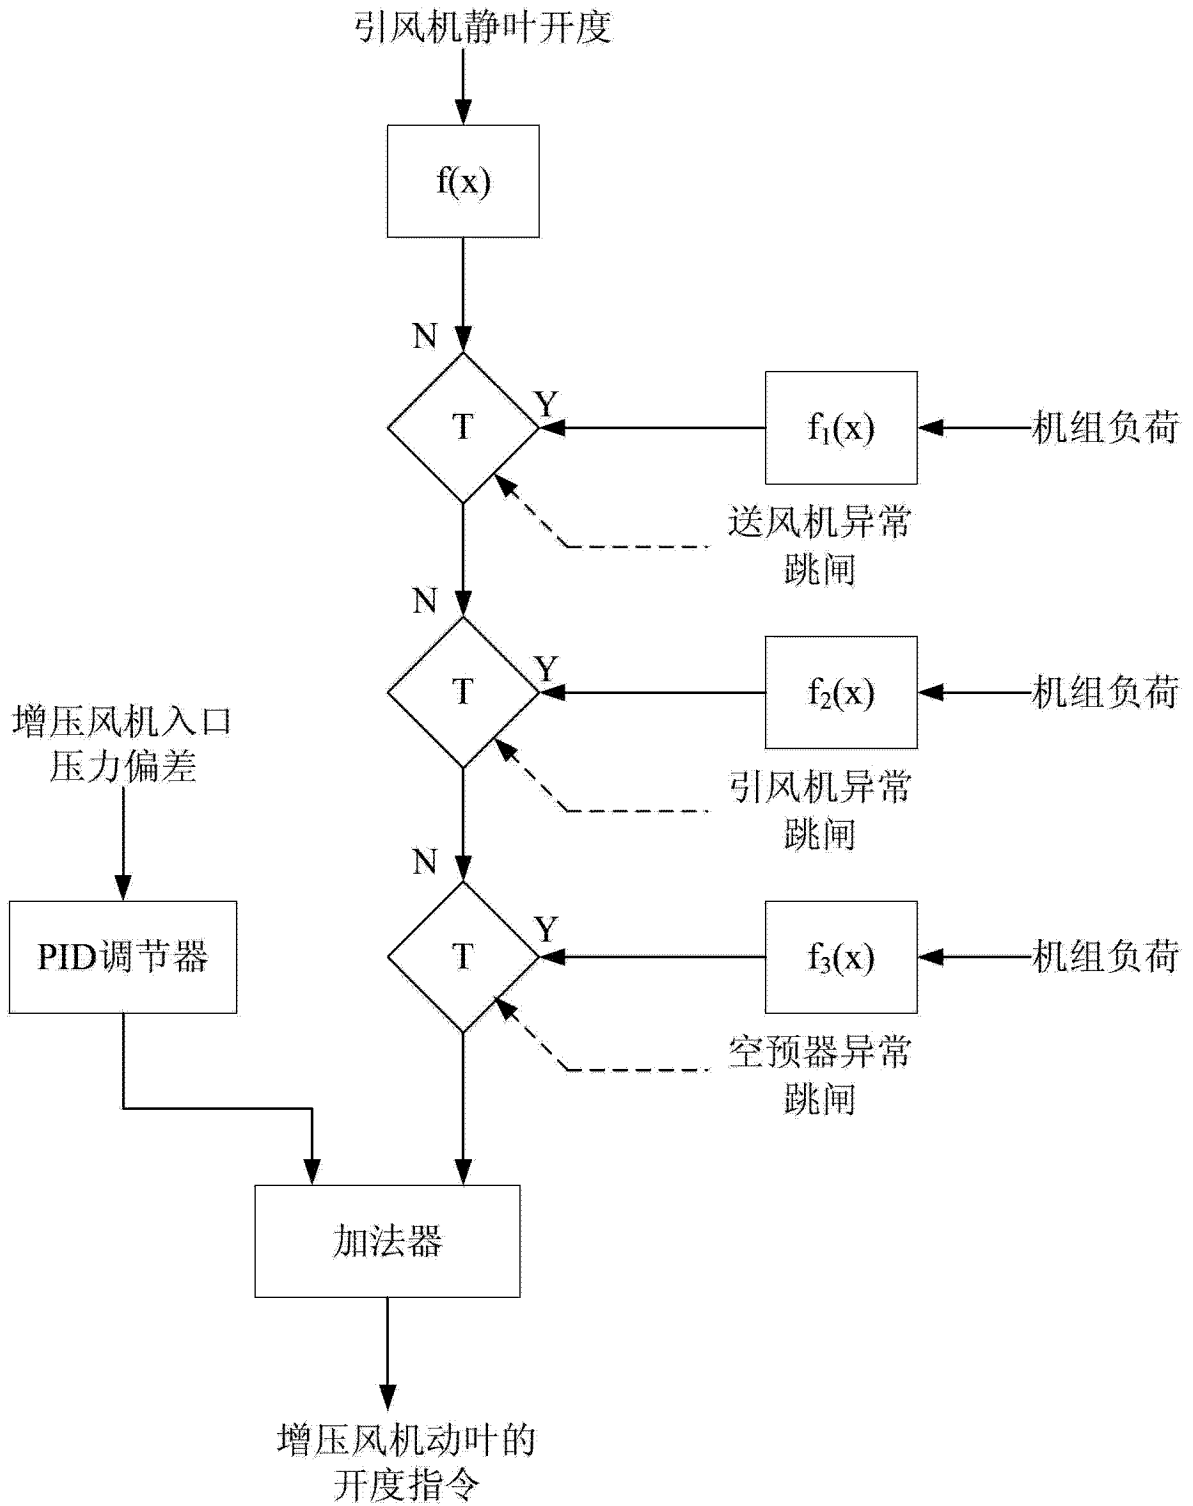 引风机静叶开度
f(x)
N
T
Y
f₁(x)
机组负荷
送风机异常
跳闸
N
T
Y
f₂(x)
机组负荷
引风机异常
跳闸
增压风机入口
压力偏差
N
T
Y
f₃(x)
机组负荷
PID调节器
空预器异常
跳闸
加法器
增压风机动叶的
开度指令